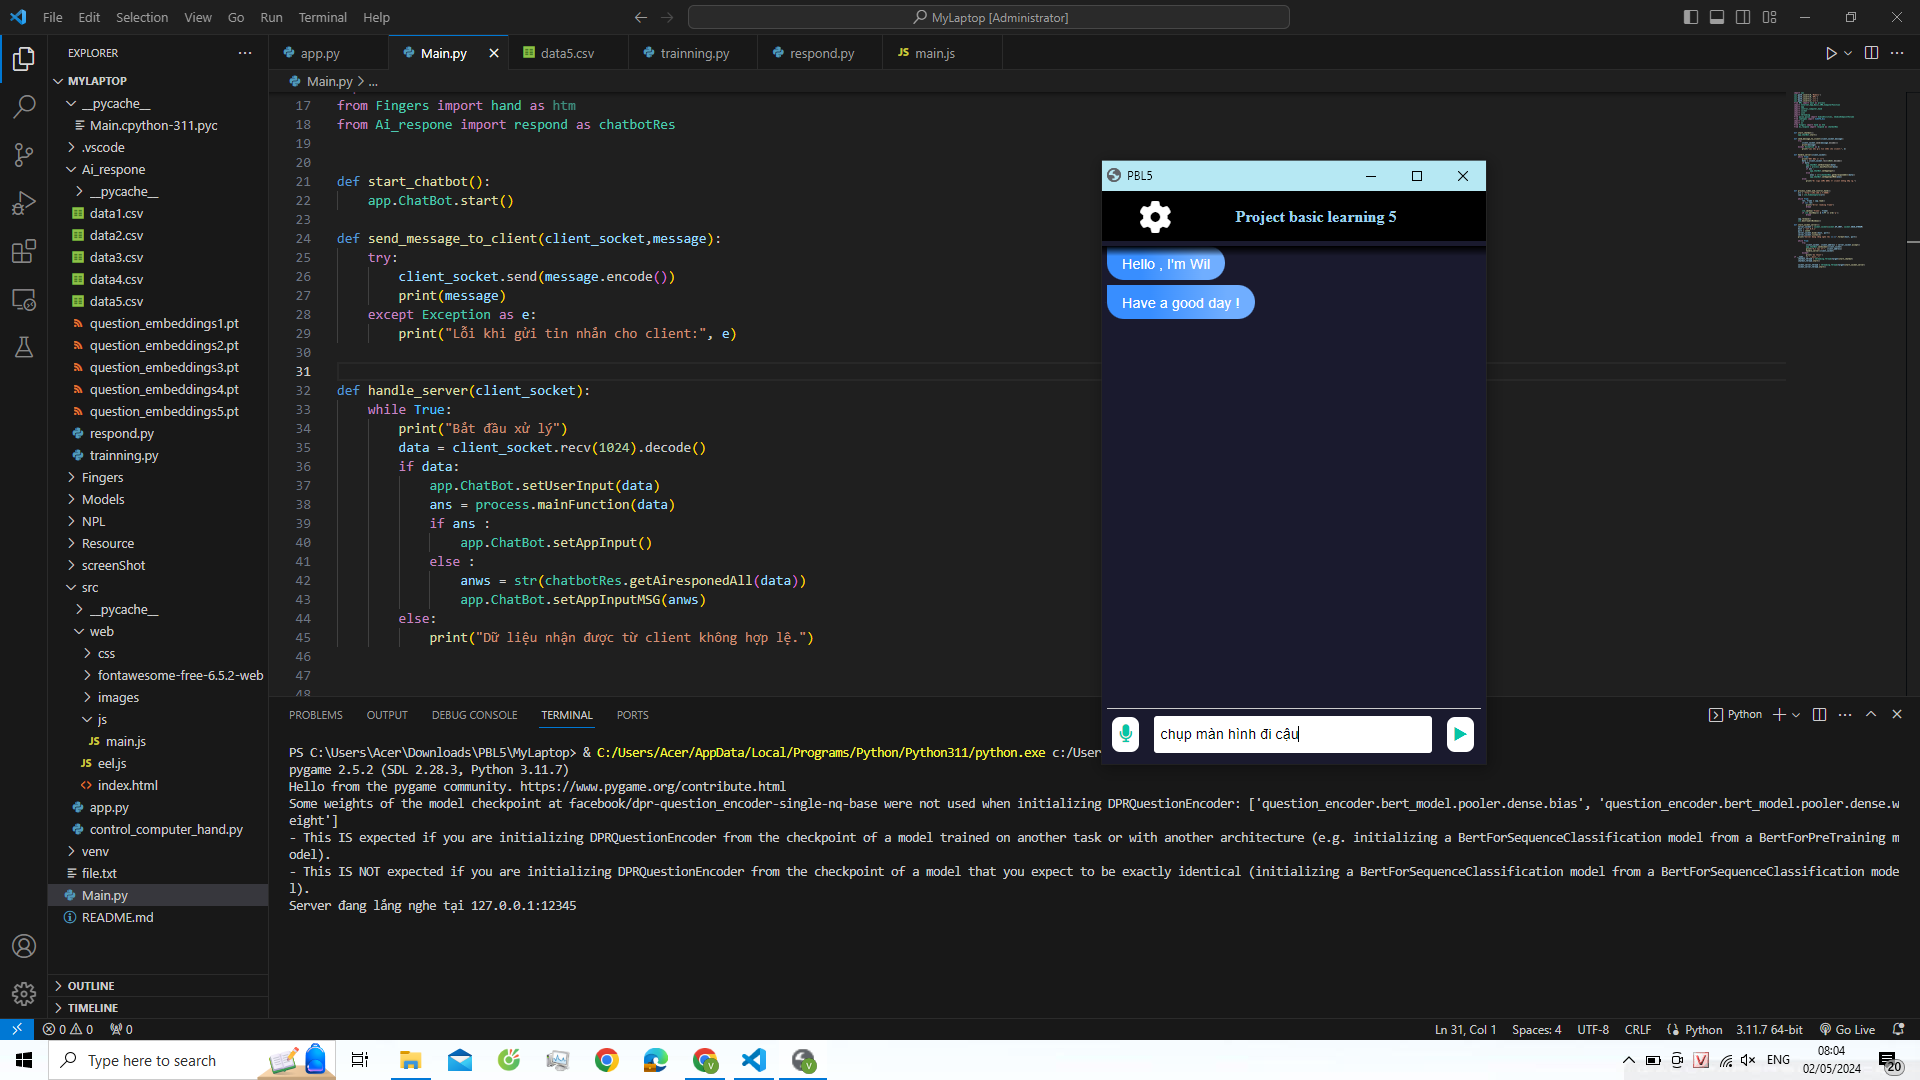 File Edit Selection View Go Run Terminal Help
MyLaptop [Administrator]
EXPLORER
MYLAPTOP
__pycache__
Main.cpython-311.pyc
.vscode
Ai_respone
__pycache__
data1.csv
data2.csv
data3.csv
data4.csv
data5.csv
question_embeddings1.pt
question_embeddings2.pt
question_embeddings3.pt
question_embeddings4.pt
question_embeddings5.pt
respond.py
trainning.py
Fingers
Models
NPL
Resource
screenShot
src
__pycache__
web
css
fontawesome-free-6.5.2-web
images
js
JS main.js
JS eel.js
index.html
app.py
control_computer_hand.py
venv
file.txt
Main.py
README.md
OUTLINE
TIMELINE
app.py Main.py data5.csv trainning.py respond.py JS main.js
Main.py > ...
17 from Fingers import hand as htm
18 from Ai_respone import respond as chatbotRes
19
20
21 def start_chatbot():
22 app.ChatBot.start()
23
24 def send_message_to_client(client_socket,message):
25 try:
26 client_socket.send(message.encode())
27 print(message)
28 except Exception as e:
29 print("Lỗi khi gửi tin nhắn cho client:", e)
30
31
32 def handle_server(client_socket):
33 while True:
34 print("Bắt đầu xử lý")
35 data = client_socket.recv(1024).decode()
36 if data:
37 app.ChatBot.setUserInput(data)
38 ans = process.mainFunction(data)
39 if ans :
40 app.ChatBot.setAppInput()
41 else :
42 anws = str(chatbotRes.getAiresponedAll(data))
43 app.ChatBot.setAppInputMSG(anws)
44 else:
45 print("Dữ liệu nhận được từ client không hợp lệ.")
46
47
48
PBL5
Project basic learning 5
Hello , I'm Wil
Have a good day !
chụp màn hình đi cậu
PROBLEMS OUTPUT DEBUG CONSOLE TERMINAL PORTS
Python
PS C:\Users\Acer\Downloads\PBL5\MyLaptop> & C:/Users/Acer/AppData/Local/Programs/Python/Python311/python.exe c:/User
pygame 2.5.2 (SDL 2.28.3, Python 3.11.7)
Hello from the pygame community. https://www.pygame.org/contribute.html
Some weights of the model checkpoint at facebook/dpr-question_encoder-single-nq-base were not used when initializing DPRQuestionEncoder: ['question_encoder.bert_model.pooler.dense.bias', 'question_encoder.bert_model.pooler.dense.w
eight']
- This IS expected if you are initializing DPRQuestionEncoder from the checkpoint of a model trained on another task or with another architecture (e.g. initializing a BertForSequenceClassification model from a BertForPreTraining m
odel).
- This IS NOT expected if you are initializing DPRQuestionEncoder from the checkpoint of a model that you expect to be exactly identical (initializing a BertForSequenceClassification model from a BertForSequenceClassification mode
l).
Server đang lắng nghe tại 127.0.0.1:12345
0 0 0
Ln 31, Col 1 Spaces: 4 UTF-8 CRLF Python 3.11.7 64-bit Go Live
Type here to search
ENG
08:04
02/05/2024
20